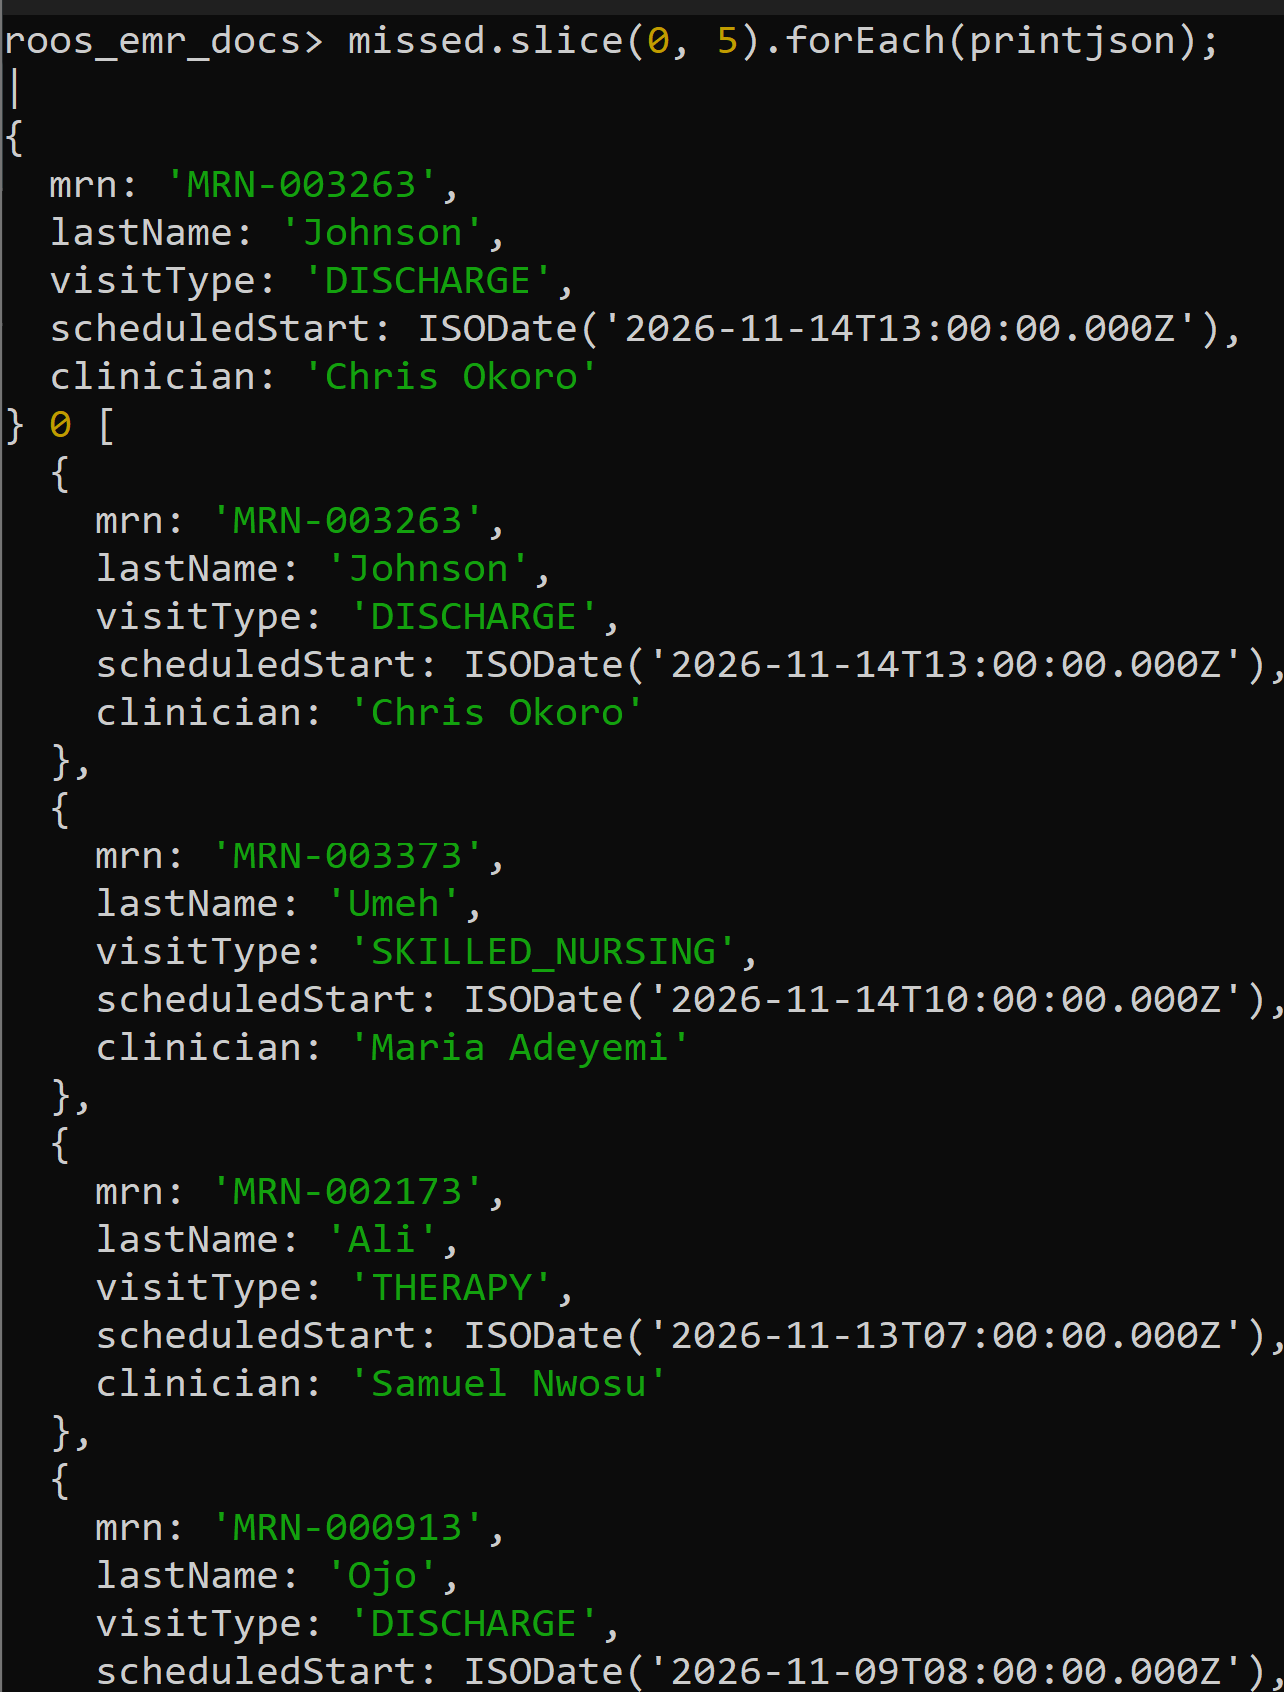 roos_emr_docs> missed.slice(0, 5).forEach(printjson);
|
{
  mrn: 'MRN-003263',
  lastName: 'Johnson',
  visitType: 'DISCHARGE',
  scheduledStart: ISODate('2026-11-14T13:00:00.000Z'),
  clinician: 'Chris Okoro'
} 0 [
  {
    mrn: 'MRN-003263',
    lastName: 'Johnson',
    visitType: 'DISCHARGE',
    scheduledStart: ISODate('2026-11-14T13:00:00.000Z'),
    clinician: 'Chris Okoro'
  },
  {
    mrn: 'MRN-003373',
    lastName: 'Umeh',
    visitType: 'SKILLED_NURSING',
    scheduledStart: ISODate('2026-11-14T10:00:00.000Z'),
    clinician: 'Maria Adeyemi'
  },
  {
    mrn: 'MRN-002173',
    lastName: 'Ali',
    visitType: 'THERAPY',
    scheduledStart: ISODate('2026-11-13T07:00:00.000Z'),
    clinician: 'Samuel Nwosu'
  },
  {
    mrn: 'MRN-000913',
    lastName: 'Ojo',
    visitType: 'DISCHARGE',
    scheduledStart: ISODate('2026-11-09T08:00:00.000Z'),